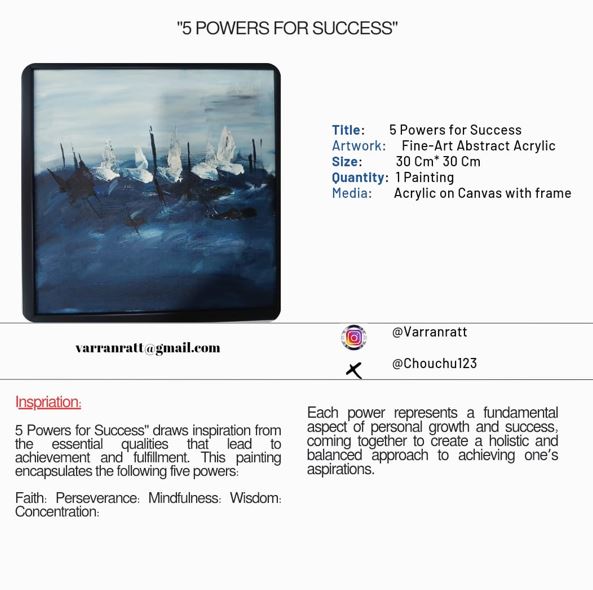 "5 POWERS FOR SUCCESS"
Title: 5 Powers for Success
Artwork: Fine-Art Abstract Acrylic
Size: 30 Cm* 30 Cm
Quantity: 1 Painting
Media: Acrylic on Canvas with frame
varranratt@gmail.com
@Varranratt
@Chouchu123
Inspriation:
5 Powers for Success" draws inspiration from
the essential qualities that lead to
achievement and fulfillment. This painting
encapsulates the following five powers:
Faith: Perseverance: Mindfulness: Wisdom:
Concentration:
Each power represents a fundamental
aspect of personal growth and success,
coming together to create a holistic and
balanced approach to achieving one's
aspirations.